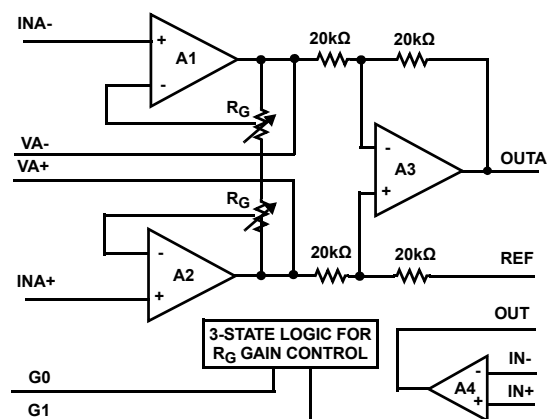 INA-
+
A1
-
20kΩ
20kΩ
RG
VA-
VA+
-
A3
+
OUTA
RG
-
A2
+
INA+
20kΩ
20kΩ
REF
OUT
3-STATE LOGIC FOR
RG GAIN CONTROL
IN-
-
A4
IN+
+
G0
G1